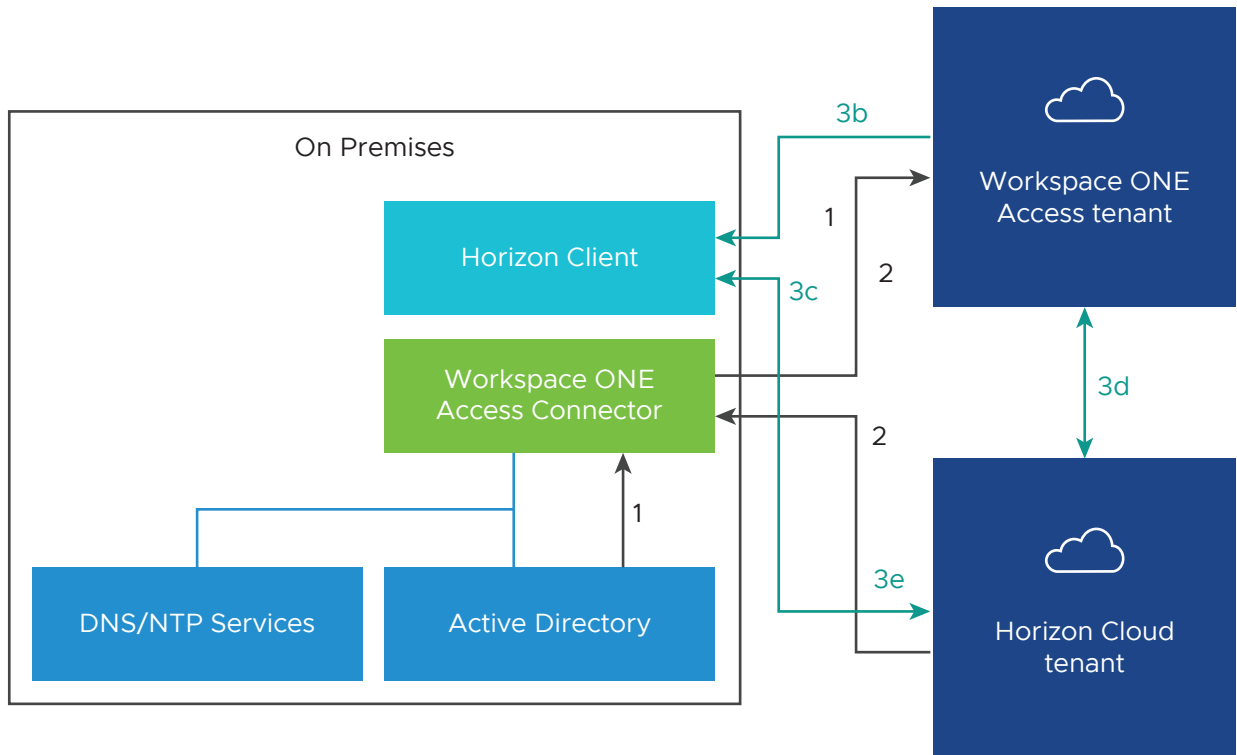 On Premises
Horizon Client
Workspace ONE
Access Connector
DNS/NTP Services
Active Directory
1
3b
1
2
3c
2
3e
Workspace ONE
Access tenant
3d
Horizon Cloud
tenant